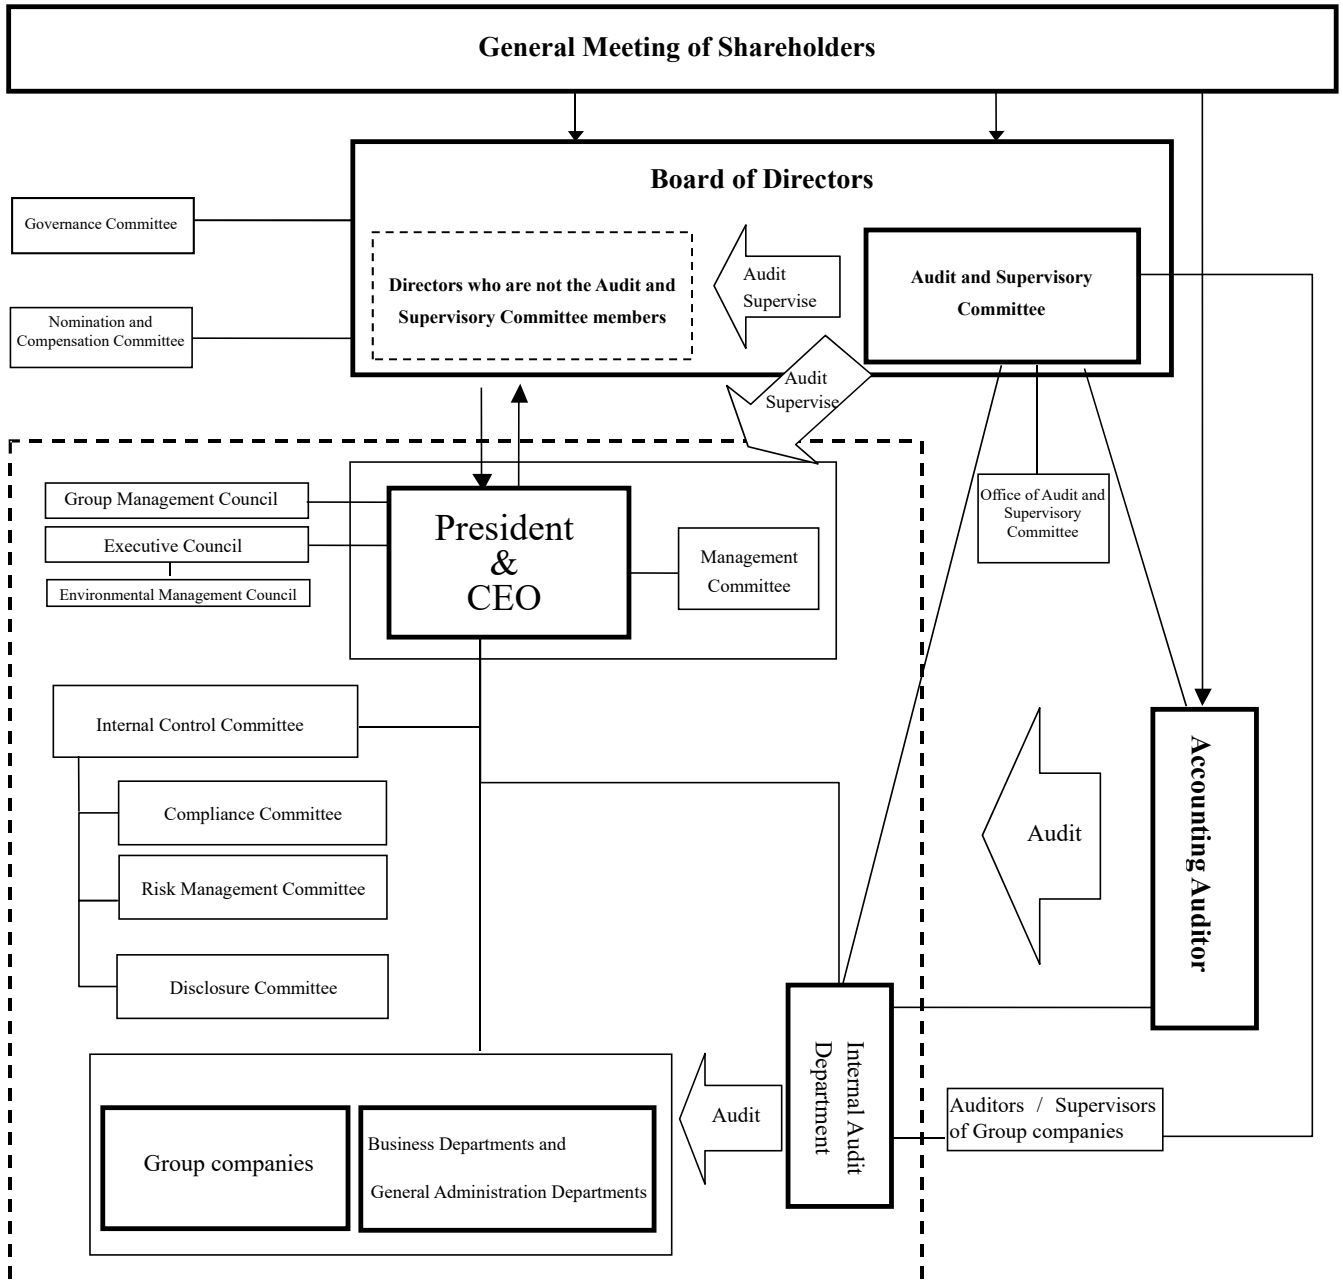 General Meeting of Shareholders
Board of Directors
Governance Committee
Directors who are not the Audit and
Supervisory Committee members
Audit
Supervise
Audit and Supervisory
Committee
Nomination and
Compensation Committee
Audit
Supervise
Group Management Council
Executive Council
Environmental Management Council
President
&
CEO
Management
Committee
Office of Audit and
Supervisory
Committee
Internal Control Committee
Compliance Committee
Risk Management Committee
Disclosure Committee
Audit
Accounting Auditor
Group companies
Business Departments and
General Administration Departments
Audit
Internal Audit
Department
Auditors / Supervisors
of Group companies